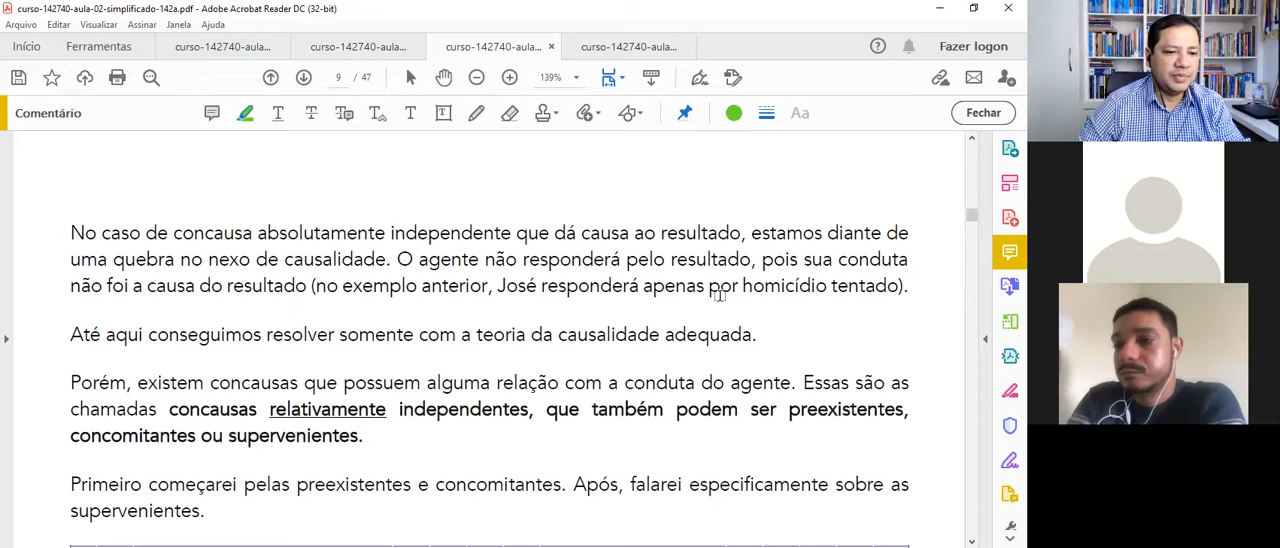 curso-142740-aula-02-simplificado-142a.pdf - Adobe Acrobat Reader DC (32-bit)
Arquivo Editar Visualizar Assinar Janela Ajuda
Início Ferramentas curso-142740-aula... curso-142740-aula... curso-142740-aula... × curso-142740-aula... Fazer logon
9 / 47 139%
Comentário Aa Fechar
No caso de concausa absolutamente independente que dá causa ao resultado, estamos diante de
uma quebra no nexo de causalidade. O agente não responderá pelo resultado, pois sua conduta
não foi a causa do resultado (no exemplo anterior, José responderá apenas por homicídio tentado).
Até aqui conseguimos resolver somente com a teoria da causalidade adequada.
Porém, existem concausas que possuem alguma relação com a conduta do agente. Essas são as
chamadas concausas relativamente independentes, que também podem ser preexistentes,
concomitantes ou supervenientes.
Primeiro começarei pelas preexistentes e concomitantes. Após, falarei especificamente sobre as
supervenientes.